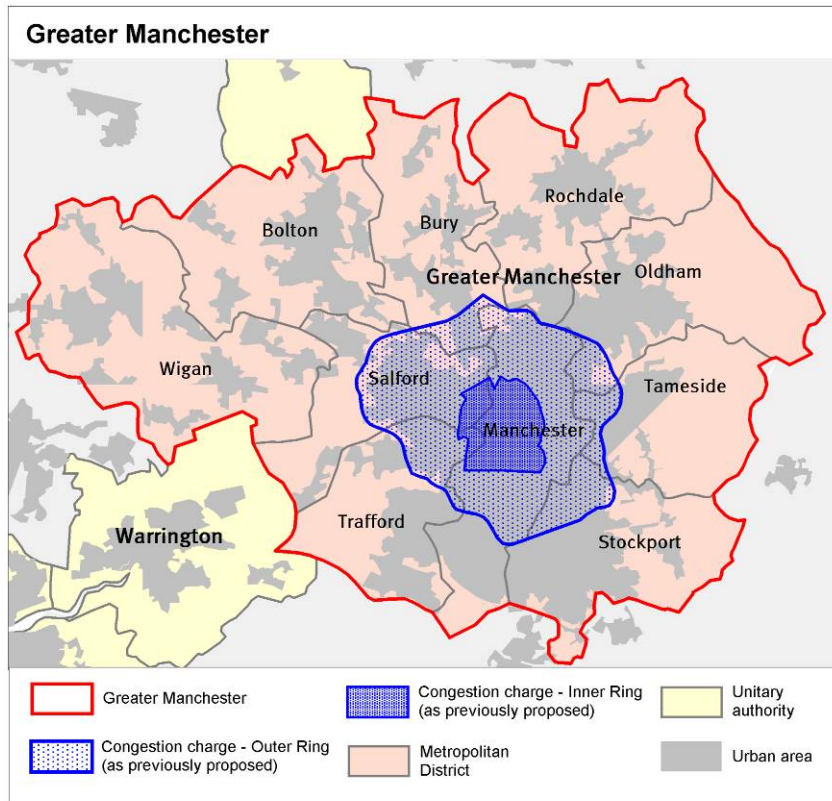 Greater Manchester
Rochdale
Bolton
Bury
Greater Manchester
Oldham
Wigan
Salford
Tameside
Manchester
Trafford
Warrington
Stockport
Greater Manchester
Congestion charge - Inner Ring
(as previously proposed)
Unitary
authority
Congestion charge - Outer Ring
(as previously proposed)
Metropolitan
District
Urban area